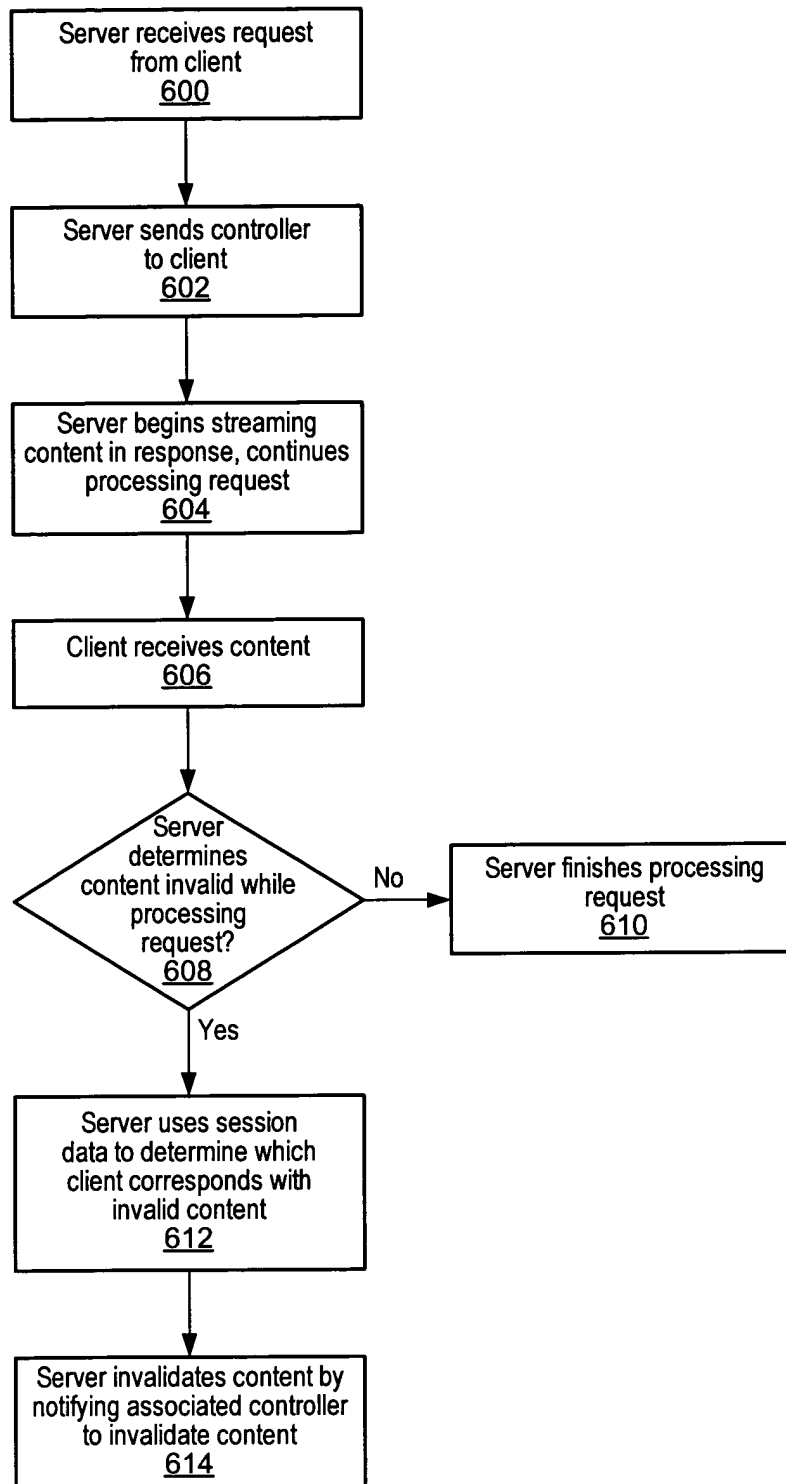 Server receives request
from client
600
Server sends controller
to client
602
Server begins streaming
content in response, continues
processing request
604
Client receives content
606
Server
determines
content invalid while
processing
request?
608
No
Server finishes processing
request
610
Yes
Server uses session
data to determine which
client corresponds with
invalid content
612
Server invalidates content by
notifying associated controller
to invalidate content
614